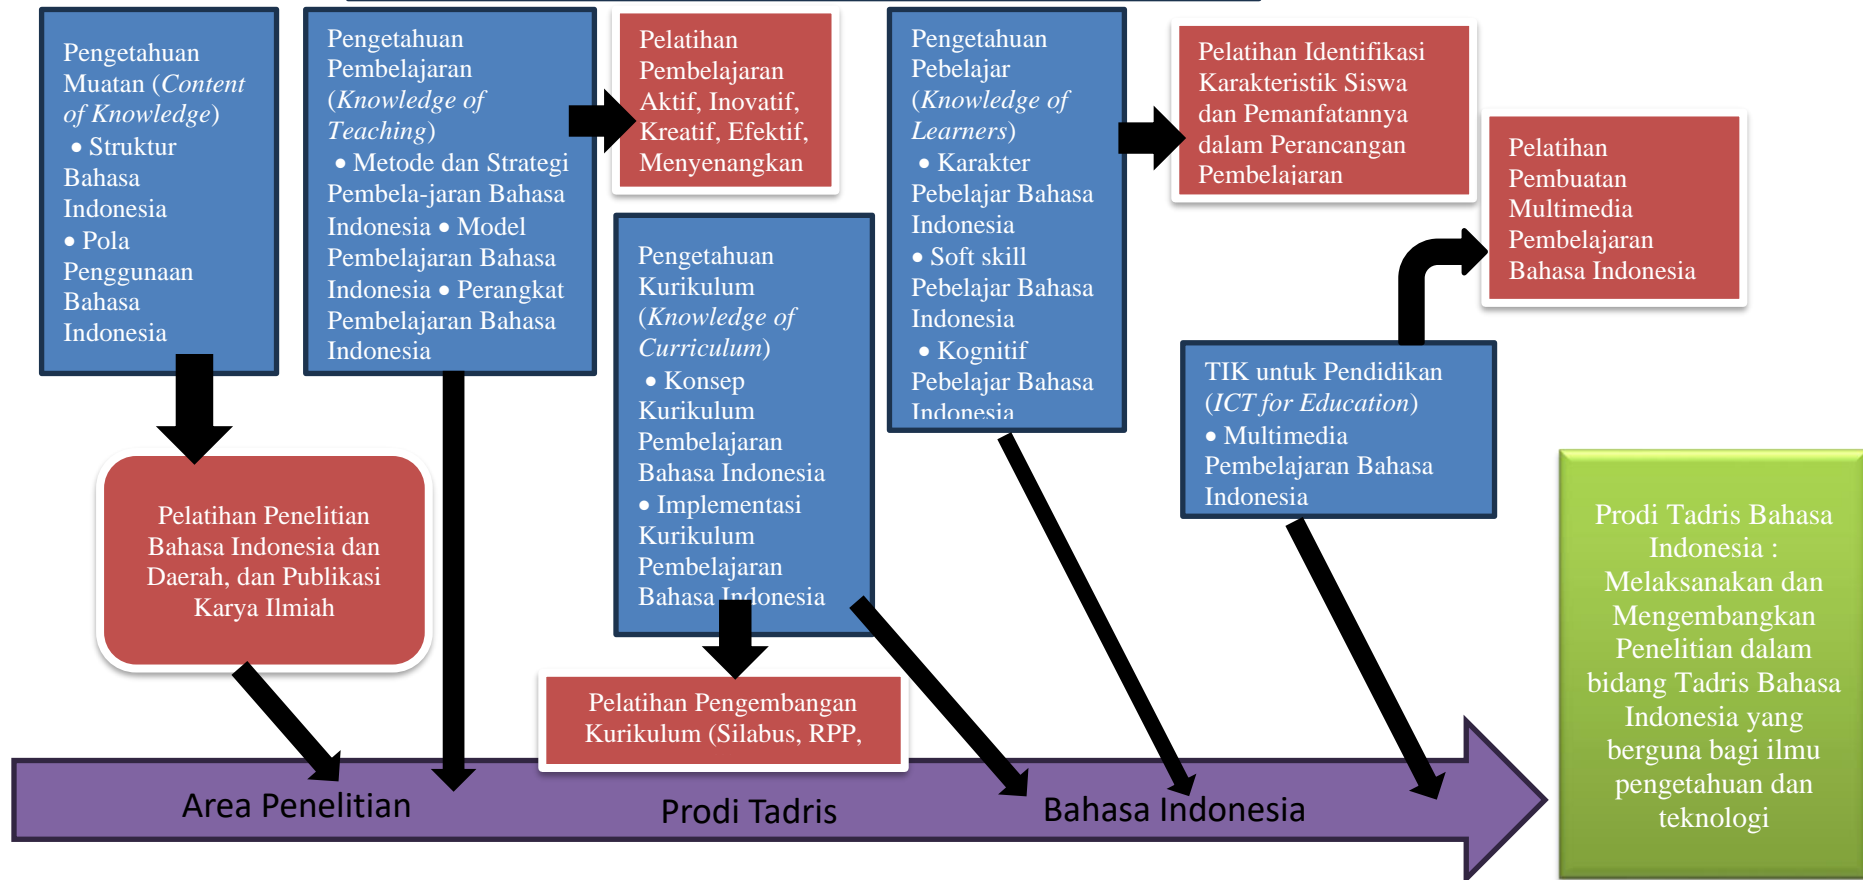 Pengetahuan
Muatan (Content
of Knowledge)
• Struktur
Bahasa
Indonesia
• Pola
Penggunaan
Bahasa
Indonesia
Pengetahuan
Pembelajaran
(Knowledge of
Teaching)
• Metode dan Strategi
Pembela-jaran Bahasa
Indonesia • Model
Pembelajaran Bahasa
Indonesia • Perangkat
Pembelajaran Bahasa
Indonesia
Pelatihan
Pembelajaran
Aktif, Inovatif,
Kreatif, Efektif,
Menyenangkan
Pengetahuan
Kurikulum
(Knowledge of
Curriculum)
• Konsep
Kurikulum
Pembelajaran
Bahasa Indonesia
• Implementasi
Kurikulum
Pembelajaran
Bahasa Indonesia
Pengetahuan
Pebelajar
(Knowledge of
Learners)
• Karakter
Pebelajar Bahasa
Indonesia
• Soft skill
Pebelajar Bahasa
Indonesia
• Kognitif
Pebelajar Bahasa
Indonesia
Pelatihan Identifikasi
Karakteristik Siswa
dan Pemanfatannya
dalam Perancangan
Pembelajaran
Pelatihan
Pembuatan
Multimedia
Pembelajaran
Bahasa Indonesia
TIK untuk Pendidikan
(ICT for Education)
• Multimedia
Pembelajaran Bahasa
Indonesia
Pelatihan Penelitian
Bahasa Indonesia dan
Daerah, dan Publikasi
Karya Ilmiah
Pelatihan Pengembangan
Kurikulum (Silabus, RPP,
Area Penelitian
Prodi Tadris
Bahasa Indonesia
Prodi Tadris Bahasa
Indonesia :
Melaksanakan dan
Mengembangkan
Penelitian dalam
bidang Tadris Bahasa
Indonesia yang
berguna bagi ilmu
pengetahuan dan
teknologi